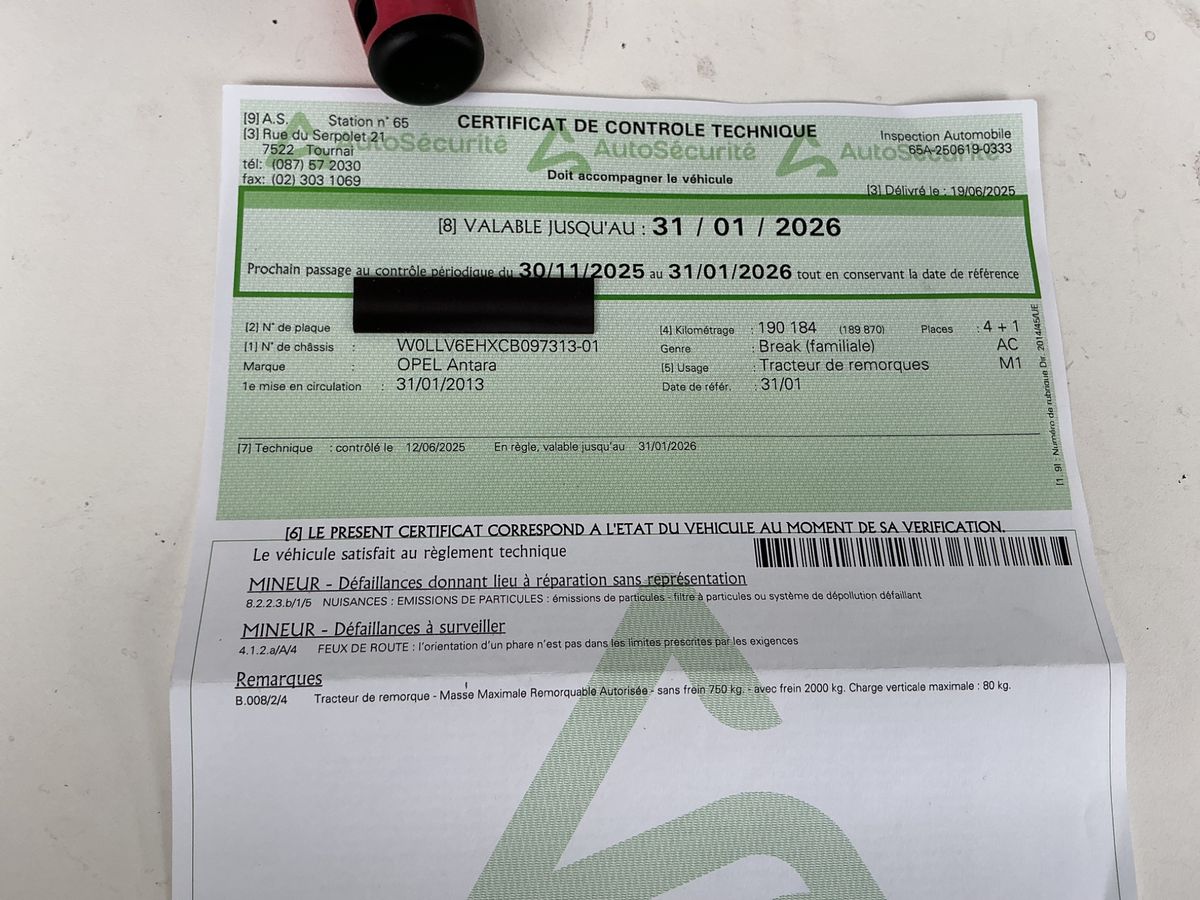 [9] A.S. Station n° 65
[3] Rue du Serpolet 21
7522 Tournai
tél: (087) 57 2030
fax: (02) 303 1069
CERTIFICAT DE CONTROLE TECHNIQUE
AutoSécurité AutoSécurité AutoSécurité
Doit accompagner le véhicule
Inspection Automobile
65A-250619-0333
[3] Délivré le : 19/06/2025
[8] VALABLE JUSQU'AU : 31 / 01 / 2026
Prochain passage au contrôle périodique du 30/11/2025 au 31/01/2026 tout en conservant la date de référence
[2] N° de plaque
[4] Kilométrage : 190 184 (189 870) Places : 4 + 1
[1] N° de châssis : W0LLV6EHXCB097313-01
Genre : Break (familiale) AC
Marque : OPEL Antara
[5] Usage : Tracteur de remorques M1
1e mise en circulation : 31/01/2013
Date de référ. : 31/01
[7] Technique : contrôlé le 12/06/2025 En règle, valable jusqu'au 31/01/2026
[1 . 9] : Numéro de rubrique Dir. 2014/45/UE
[6] LE PRESENT CERTIFICAT CORRESPOND A L'ETAT DU VEHICULE AU MOMENT DE SA VERIFICATION.
Le véhicule satisfait au règlement technique
MINEUR - Défaillances donnant lieu à réparation sans représentation
8.2.2.3.b/1/5 NUISANCES : EMISSIONS DE PARTICULES : émissions de particules - filtre à particules ou système de dépollution défaillant
MINEUR - Défaillances à surveiller
4.1.2.a/A/4 FEUX DE ROUTE : l'orientation d'un phare n'est pas dans les limites prescrites par les exigences
Remarques
B.008/2/4 Tracteur de remorque - Masse Maximale Remorquable Autorisée - sans frein 750 kg. - avec frein 2000 kg. Charge verticale maximale : 80 kg.